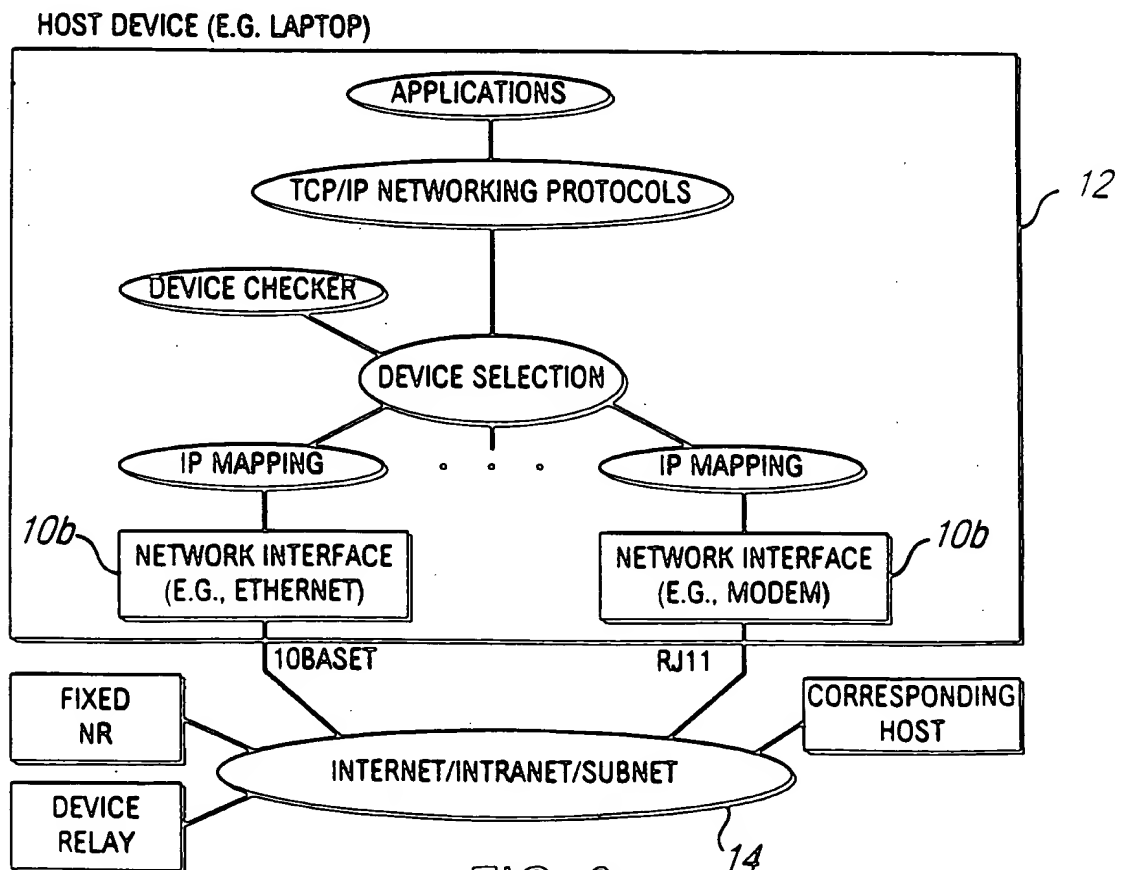 HOST DEVICE (E.G. LAPTOP)
APPLICATIONS
TCP/IP NETWORKING PROTOCOLS
12
DEVICE CHECKER
DEVICE SELECTION
IP MAPPING
. . .
IP MAPPING
10b
NETWORK INTERFACE
(E.G., ETHERNET)
NETWORK INTERFACE
(E.G., MODEM)
10b
10BASET
RJ11
FIXED
NR
CORRESPONDING
HOST
INTERNET/INTRANET/SUBNET
DEVICE
RELAY
14